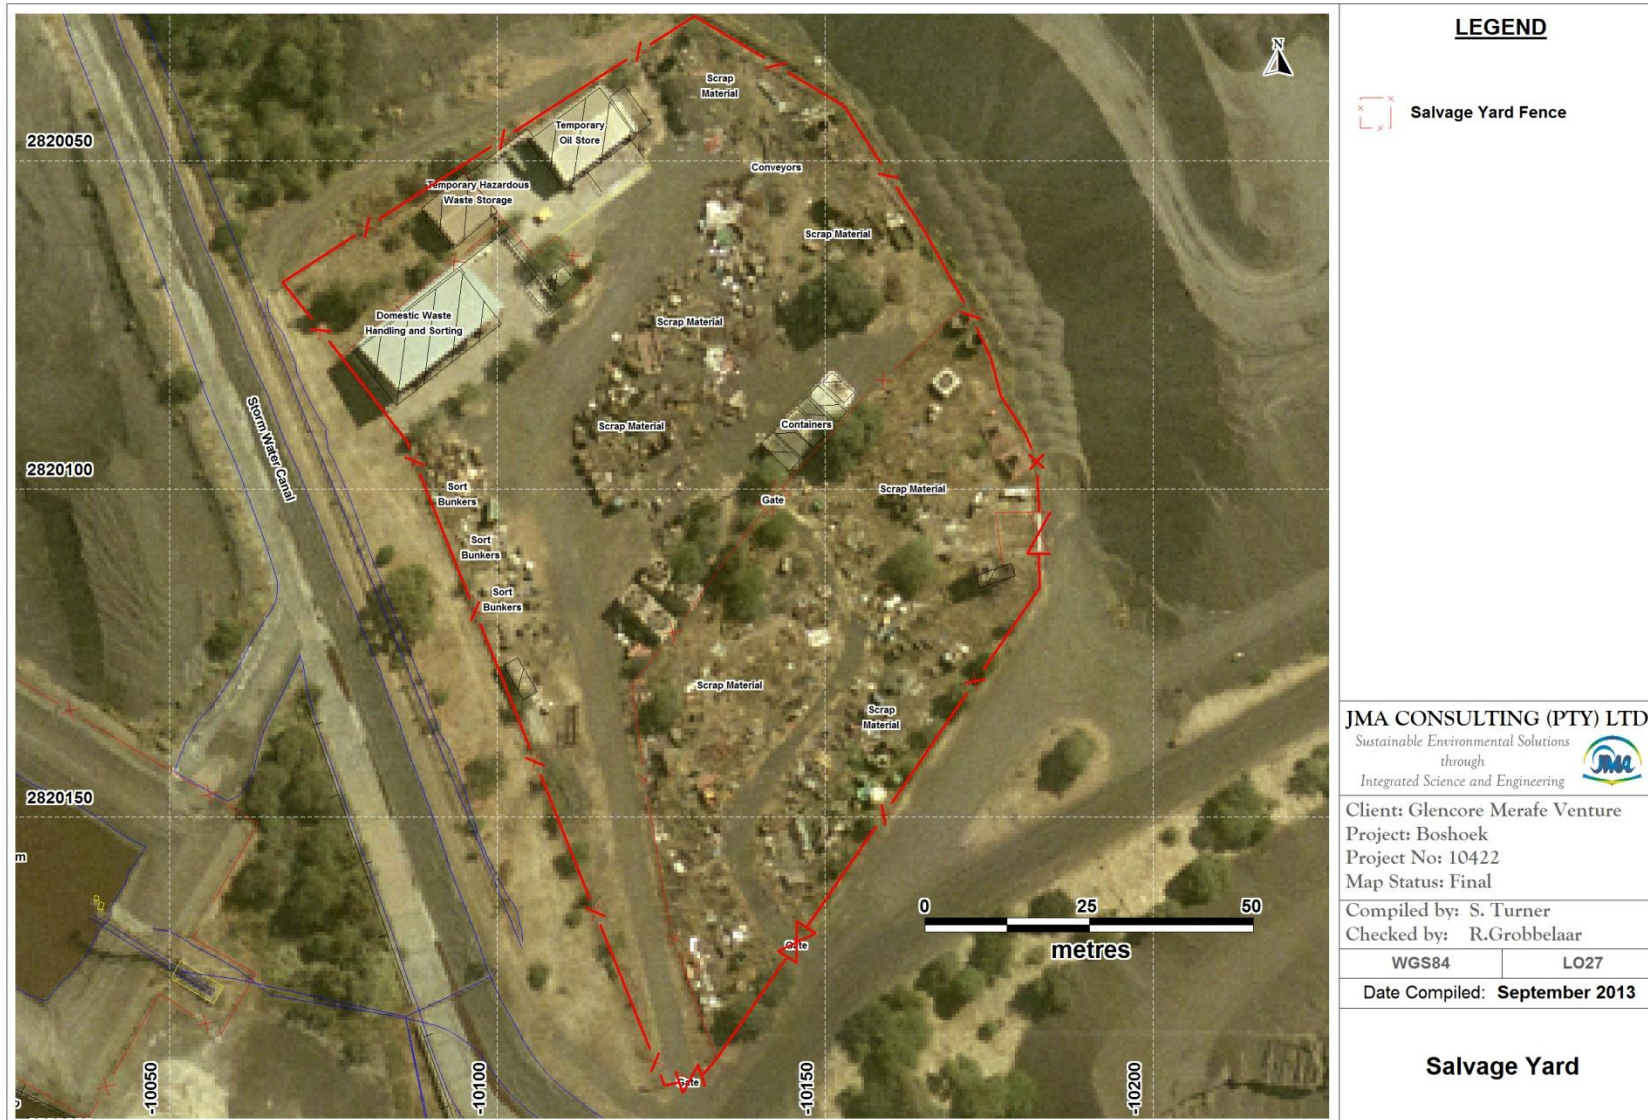 LEGEND
Salvage Yard Fence
N
Scrap
Material
Temporary
Oil Store
2820050
Conveyors
Temporary Hazardous
Waste Storage
Scrap Material
Domestic Waste
Handling and Sorting
Scrap Material
Storm Water Canal
Scrap Material
Containers
2820100
Sort
Bunkers
Scrap Material
Gate
Sort
Bunkers
Sort
Bunkers
Scrap Material
Scrap
Material
2820150
m
0 25 50
metres
Gate
Gate
-10050
-10100
-10150
-10200
JMA CONSULTING (PTY) LTD
Sustainable Environmental Solutions
through
Integrated Science and Engineering
JMA
Client: Glencore Merafe Venture
Project: Boshoek
Project No: 10422
Map Status: Final
Compiled by: S. Turner
Checked by: R.Grobbelaar
WGS84 LO27
Date Compiled: September 2013
Salvage Yard